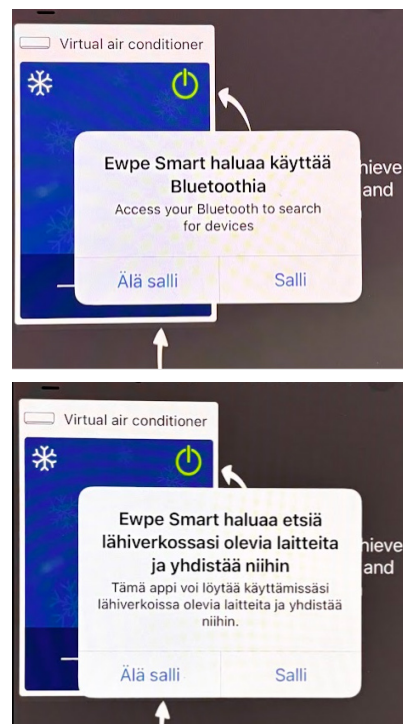 Virtual air conditioner
Ewpe Smart haluaa käyttää
Bluetoothia
Access your Bluetooth to search
for devices
hieve
and
Älä salli
Salli
Virtual air conditioner
Ewpe Smart haluaa etsiä
lähiverkossasi olevia laitteita
ja yhdistää niihin
Tämä appi voi löytää käyttämissäsi
lähiverkoissa olevia laitteita ja yhdistää
niihin.
hieve
and
Älä salli
Salli